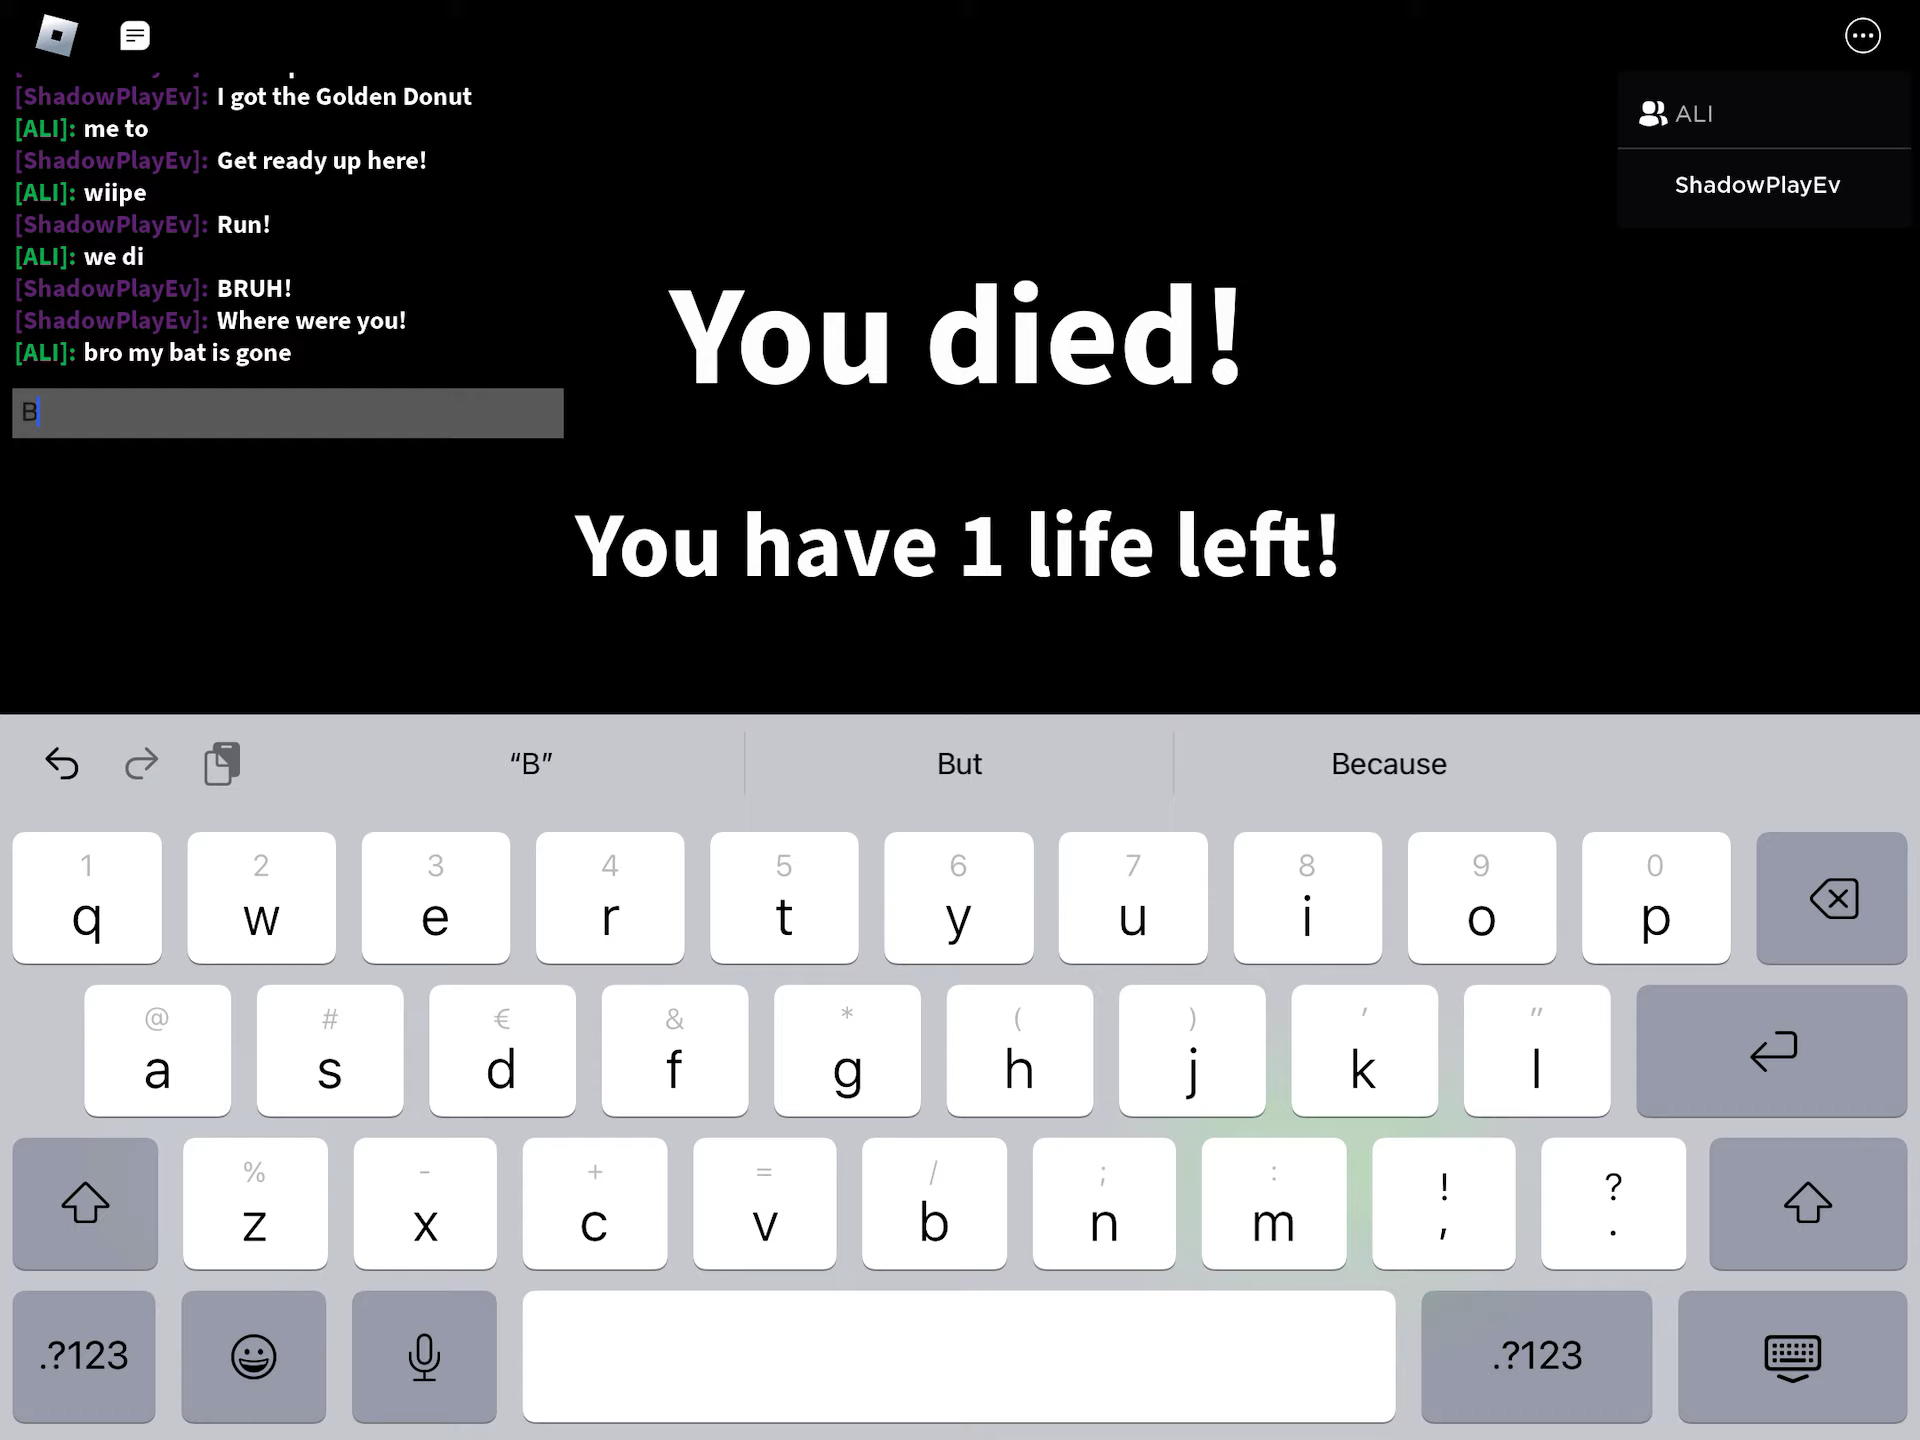 [ShadowPlayEv]: I got the Golden Donut
[ALI]: me to
[ShadowPlayEv]: Get ready up here!
[ALI]: wiipe
[ShadowPlayEv]: Run!
[ALI]: we di
[ShadowPlayEv]: BRUH!
[ShadowPlayEv]: Where were you!
[ALI]: bro my bat is gone
B
ALI
ShadowPlayEv
You died!
You have 1 life left!
“B” But Because
1 2 3 4 5 6 7 8 9 0
q w e r t y u i o p
@ # € & * ( ) ' "
a s d f g h j k l
% - + = / ; : ! ?
z x c v b n m , .
.?123 .?123